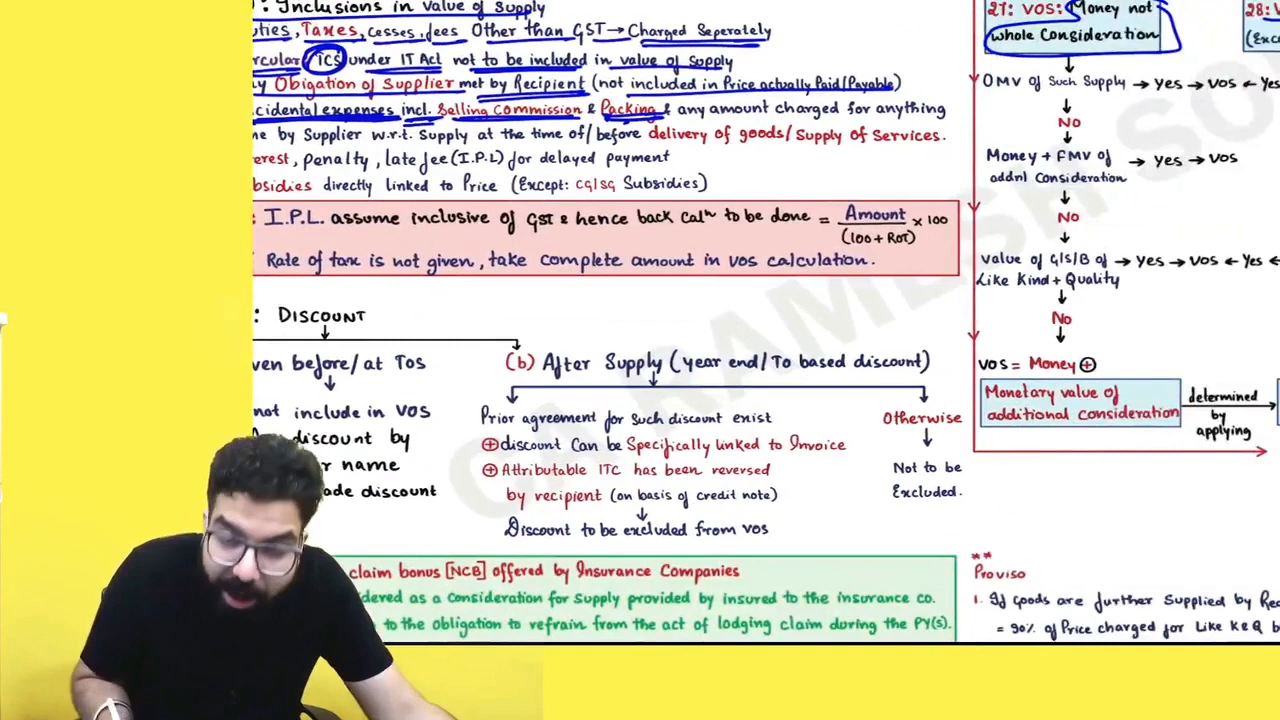 : Inclusions in Value of Supply
uties, Taxes, cesses, fees Other than GST → Charged Seperately
rcular TCS under IT Act not to be included in value of Supply
y Obigation of Supplier met by Recipient (not included in Price actually Paid/Payable)
cidental expenses incl. Selling Commission & Packing & any amount charged for anything
ne by Supplier w.r.t. Supply at the time of/before delivery of goods/Supply of Services.
erest, penalty, late fee (I.P.L) for delayed payment
bsidies directly linked to Price (Except: CG/SG Subsidies)
: I.P.L. assume inclusive of GST & hence back calⁿ to be done = Amount / (100+ROT) × 100
Rate of tax is not given, take complete amount in VOS calculation.
: DISCOUNT
ven before/at TOS
not include in VOS
discount by
r name
ade discount
(b) After Supply (year end/TO based discount)
Prior agreement for such discount exist
⊕ discount Can be Specifically linked to Invoice
⊕ Attributable ITC has been reversed
by recipient (on basis of credit note)
Discount to be excluded from VOS
Otherwise
Not to be
Excluded.
claim bonus [NCB] offered by Insurance Companies
dered as a Consideration for Supply provided by insured to the insurance co.
to the obligation to refrain from the act of lodging claim during the PY(s).
27: VOS: Money not
whole Consideration
OMV of Such Supply → Yes → VOS ← Yes
NO
Money + FMV of
addnl Consideration → Yes → VOS
NO
Value of G/S/B of → Yes → VOS ← Yes ←
Like Kind + Quality
NO
VOS = Money ⊕
Monetary value of
additional consideration
determined
by
applying
28:
(Exc
**
Proviso
1. If Goods are further Supplied by Rec
= 90% of Price charged for Like K&Q b
CA RAMESH SO